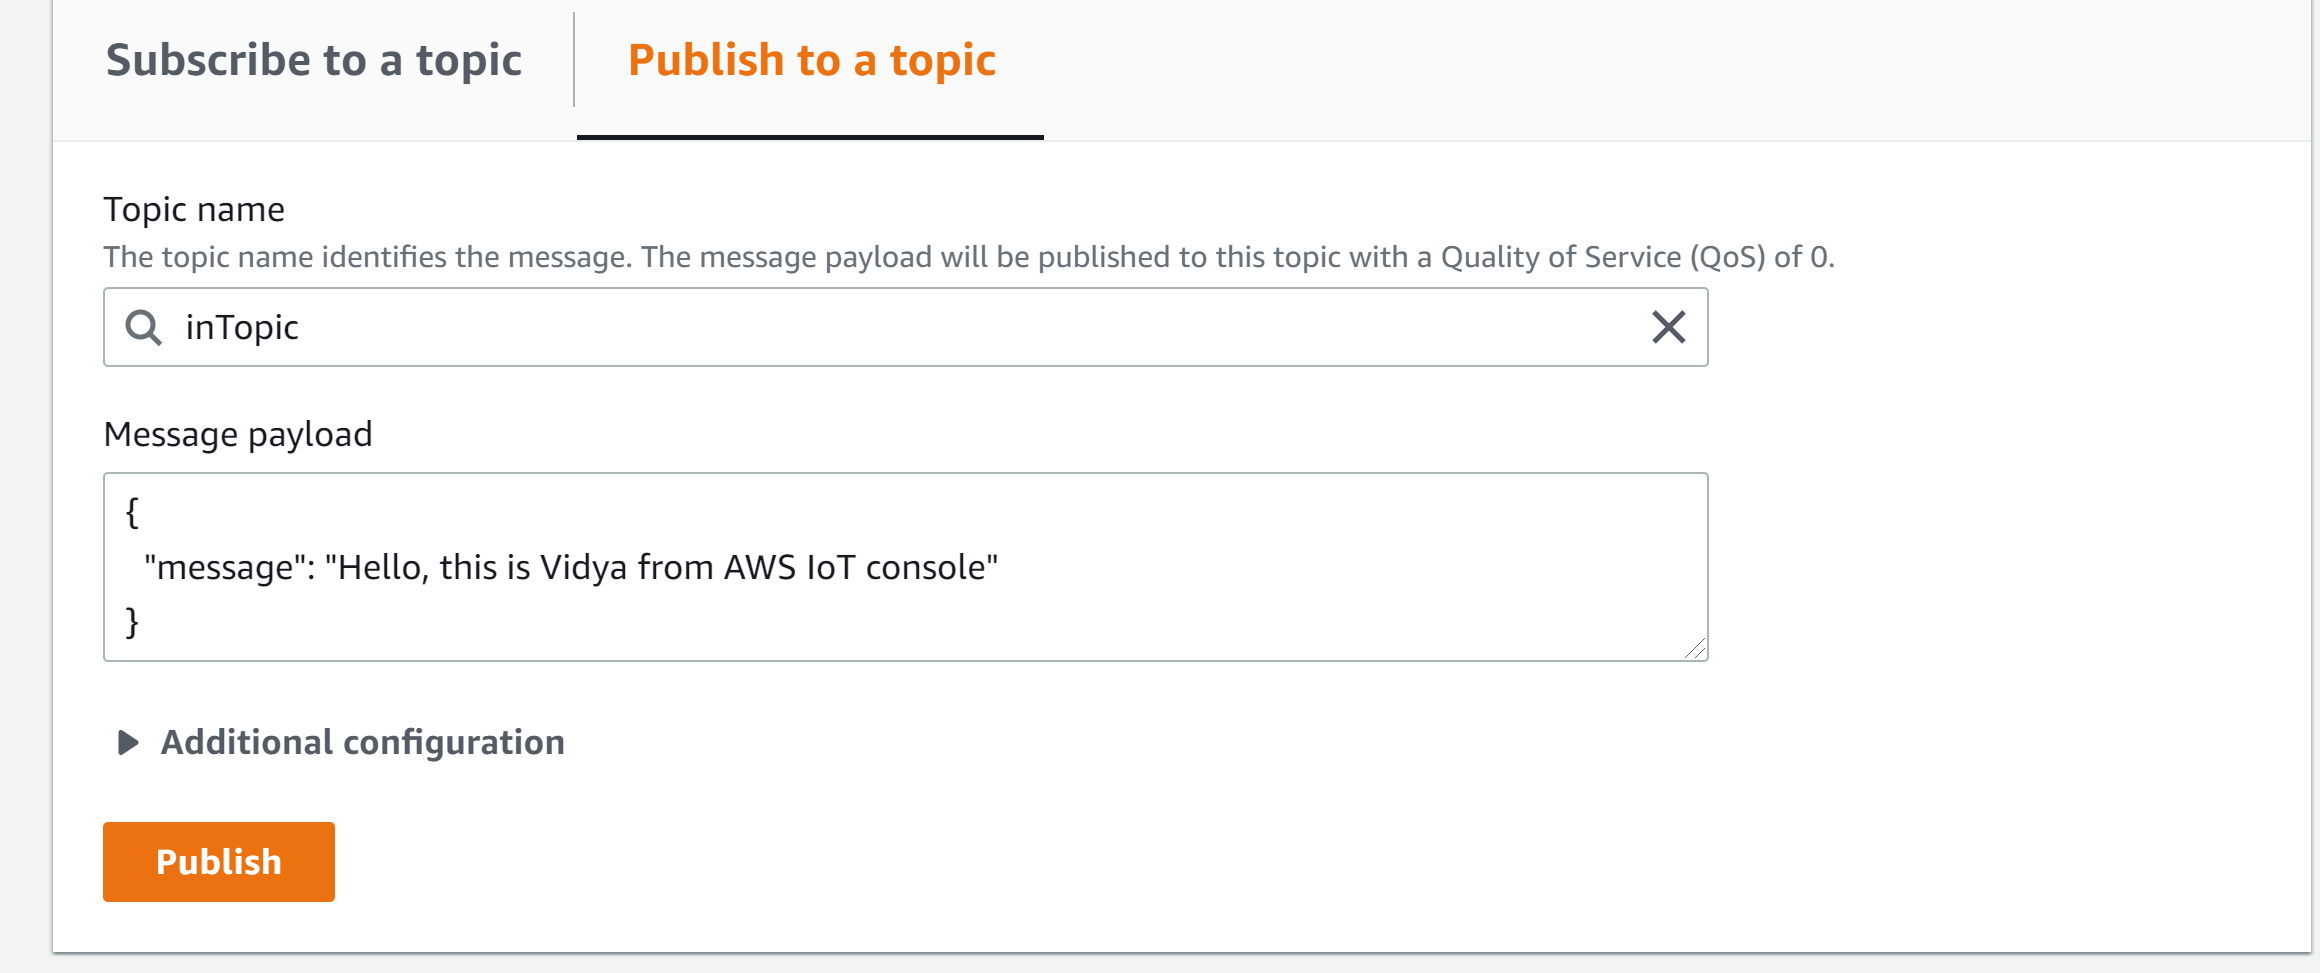 Subscribe to a topic
Publish to a topic
Topic name
The topic name identifies the message. The message payload will be published to this topic with a Quality of Service (QoS) of 0.
inTopic
Message payload
{
"message": "Hello, this is Vidya from AWS IoT console"
}
Additional configuration
Publish